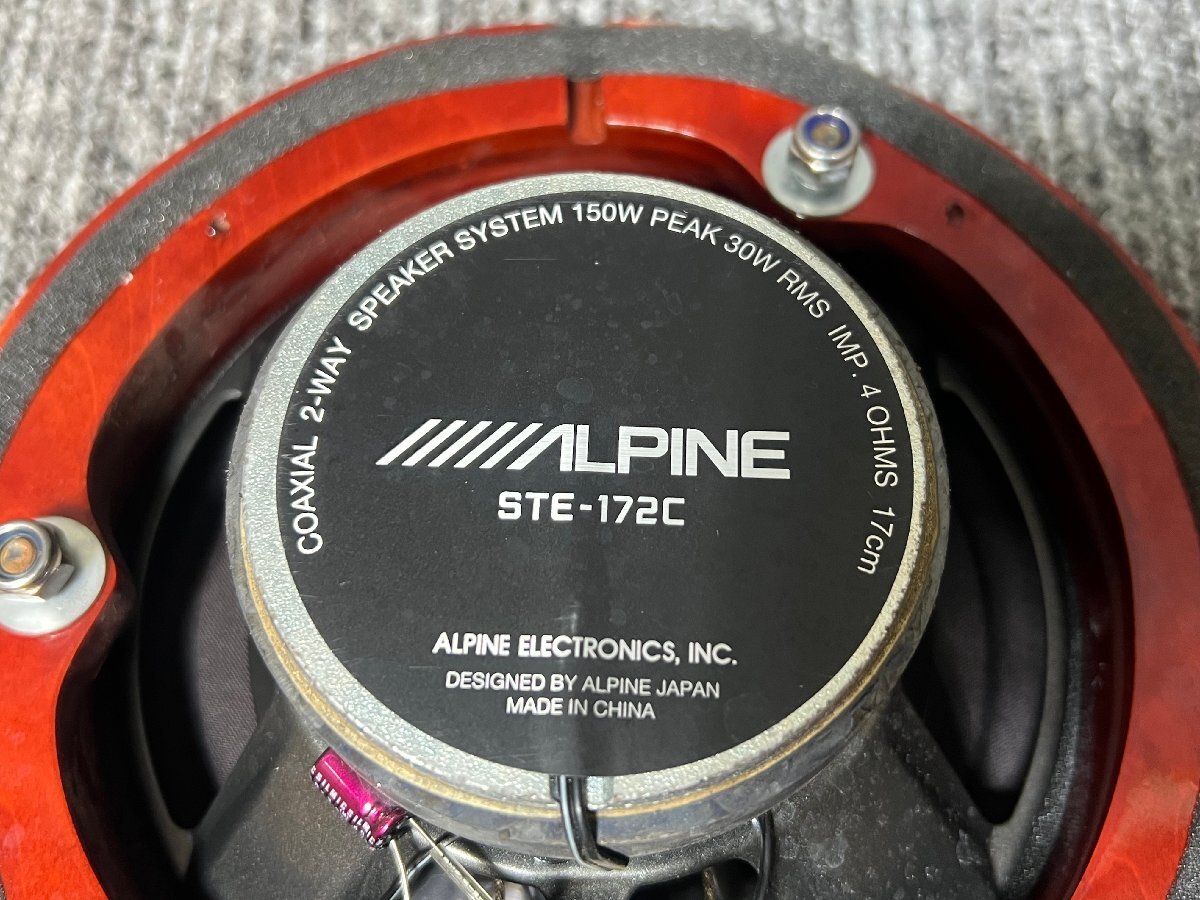 COAXIAL 2-WAY SPEAKER SYSTEM 150W PEAK 30W RMS IMP. 4 OHMS 17cm
ALPINE
STE-172C
ALPINE ELECTRONICS, INC.
DESIGNED BY ALPINE JAPAN
MADE IN CHINA